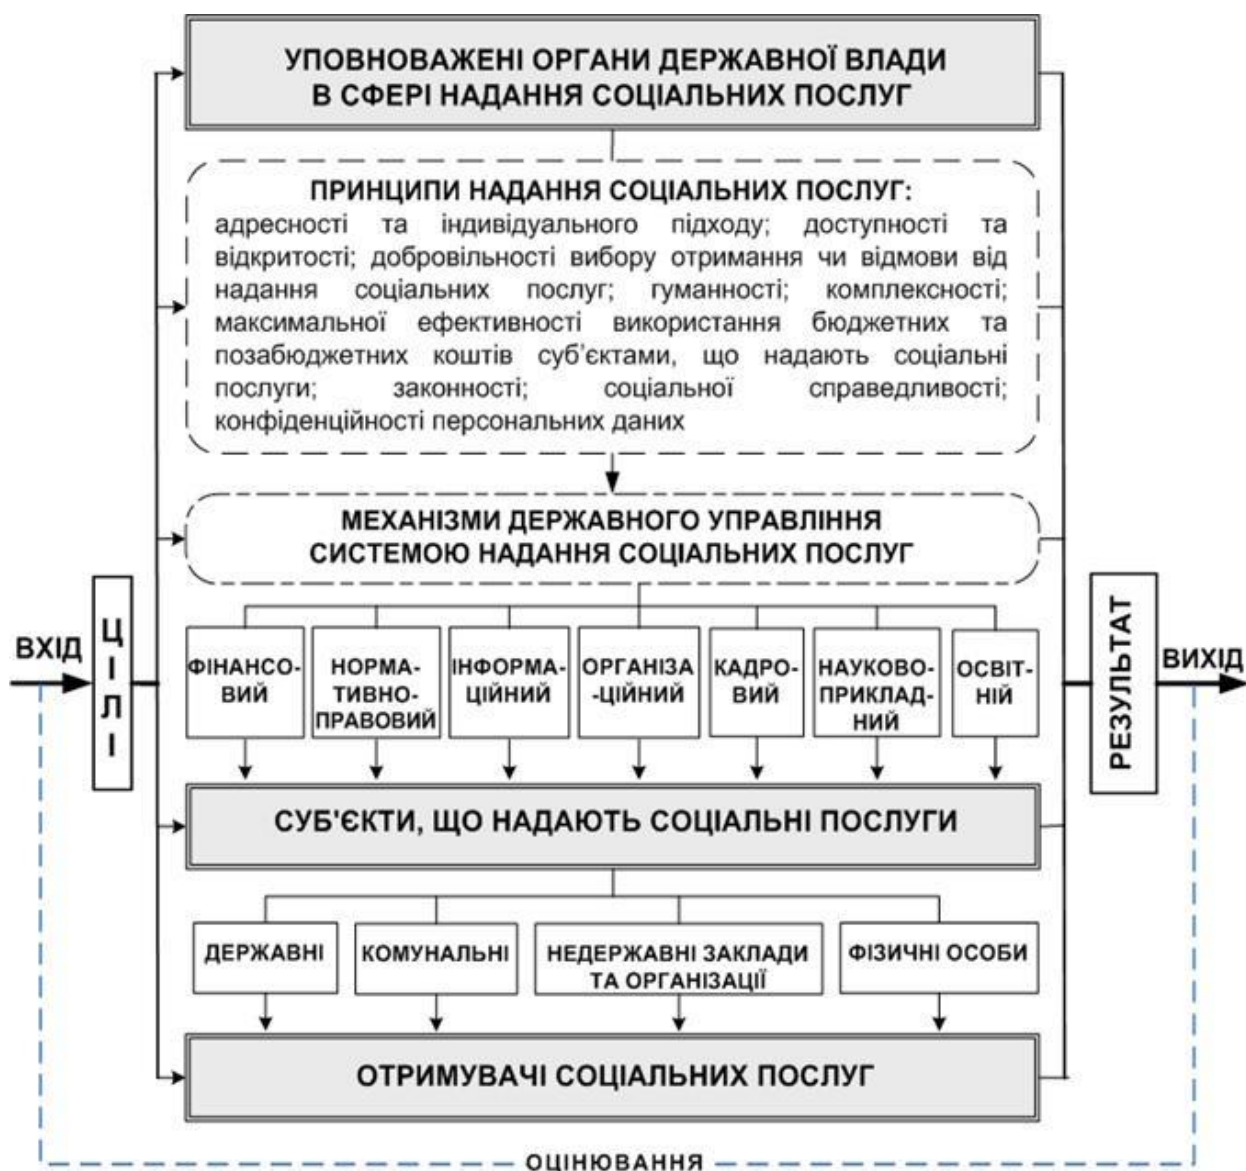 УПОВНОВАЖЕНІ ОРГАНИ ДЕРЖАВНОЇ ВЛАДИ
В СФЕРІ НАДАННЯ СОЦІАЛЬНИХ ПОСЛУГ
ПРИНЦИПИ НАДАННЯ СОЦІАЛЬНИХ ПОСЛУГ:
адресності та індивідуального підходу; доступності та
відкритості; добровільності вибору отримання чи відмови від
надання соціальних послуг; гуманності; комплексності;
максимальної ефективності використання бюджетних та
позабюджетних коштів суб’єктами, що надають соціальні
послуги; законності; соціальної справедливості;
конфіденційності персональних даних
МЕХАНІЗМИ ДЕРЖАВНОГО УПРАВЛІННЯ
СИСТЕМОЮ НАДАННЯ СОЦІАЛЬНИХ ПОСЛУГ
ВХІД
ЦІЛІ
ФІНАНСО-
ВИЙ
НОРМА-
ТИВНО-
ПРАВОВИЙ
ІНФОРМА-
ЦІЙНИЙ
ОРГАНІЗА
-ЦІЙНИЙ
КАДРО-
ВИЙ
НАУКОВО-
ПРИКЛАД-
НИЙ
ОСВІТ-
НІЙ
РЕЗУЛЬТАТ
ВИХІД
СУБ'ЄКТИ, ЩО НАДАЮТЬ СОЦІАЛЬНІ ПОСЛУГИ
ДЕРЖАВНІ
КОМУНАЛЬНІ
НЕДЕРЖАВНІ ЗАКЛАДИ
ТА ОРГАНІЗАЦІЇ
ФІЗИЧНІ ОСОБИ
ОТРИМУВАЧІ СОЦІАЛЬНИХ ПОСЛУГ
ОЦІНЮВАННЯ